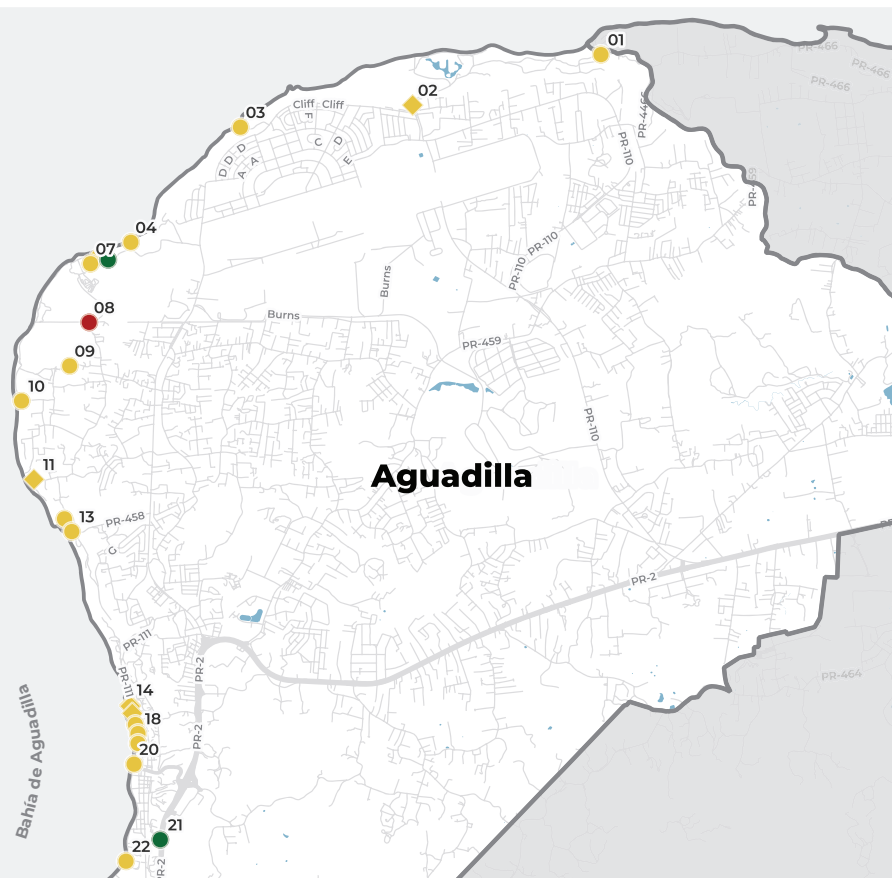 01
PR-466
PR-466
PR-466
02
Cliff
Cliff
F
03
PR-4466
C
D
E
D
D
D
A
A
PR-110
PR-459
04
07
PR-110
PR-110
Burns
08
Burns
PR-459
09
10
PR-110
11
Aguadilla
13
PR-458
C
PR-2
PR-111
PR-2
PR-111
PR-464
14
18
PR-2
20
Bahía de Aguadilla
21
22
PR-2